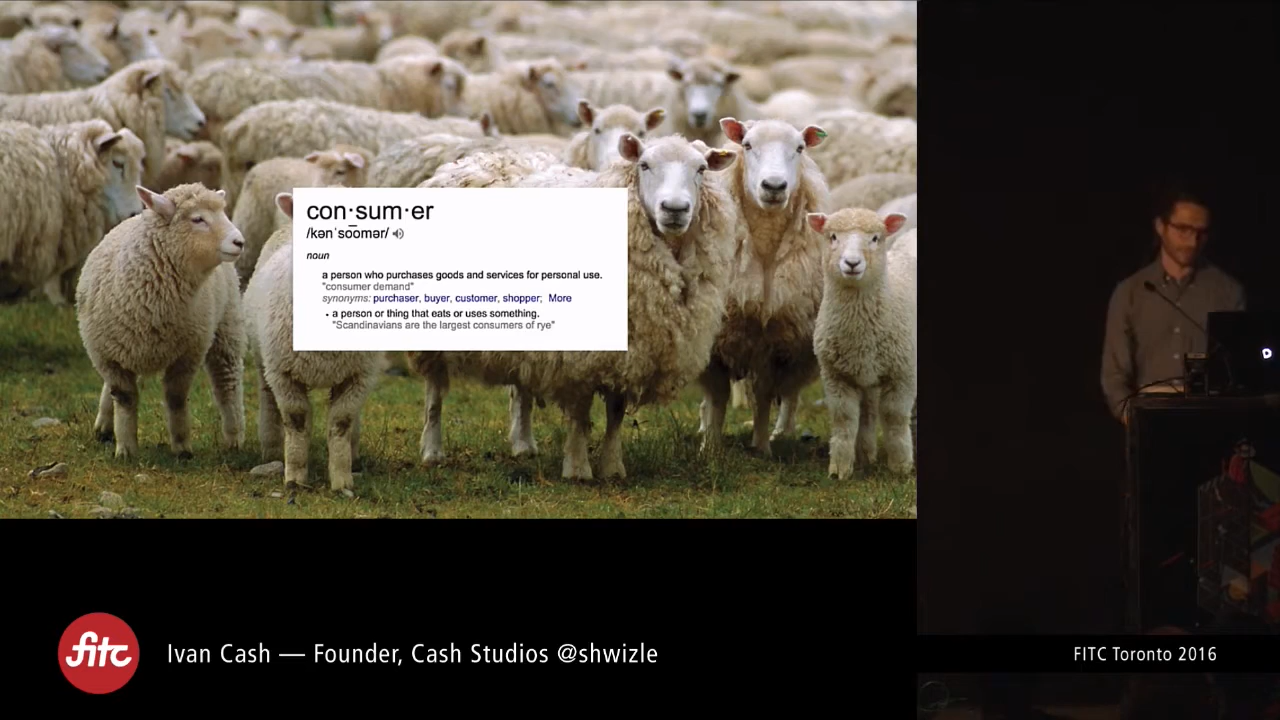 con·sum·er
/kənˈso͞omər/
noun
a person who purchases goods and services for personal use.
"consumer demand"
synonyms: purchaser, buyer, customer, shopper; More
• a person or thing that eats or uses something.
"Scandinavians are the largest consumers of rye"
fitc
Ivan Cash — Founder, Cash Studios @shwizle
FITC Toronto 2016